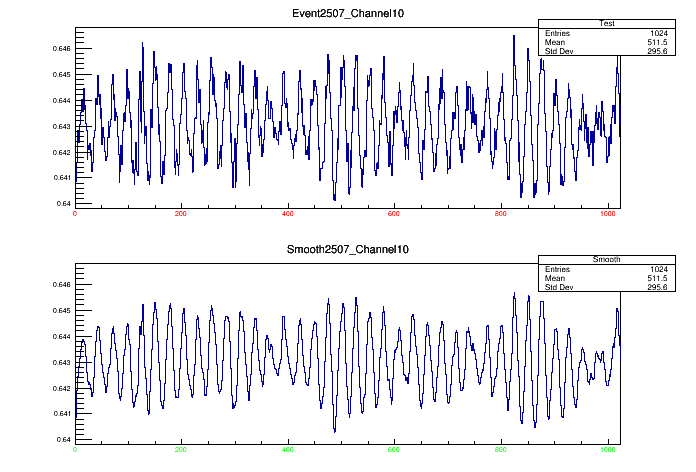 Event2507_Channel10
Test
Entries 1024
Mean 511.5
Std Dev 295.6
0.646
0.645
0.644
0.643
0.642
0.641
0.64
0 200 400 600 800 1000
Smooth2507_Channel10
Smooth
Entries 1024
Mean 511.5
Std Dev 295.6
0.646
0.645
0.644
0.643
0.642
0.641
0.64
0 200 400 600 800 1000